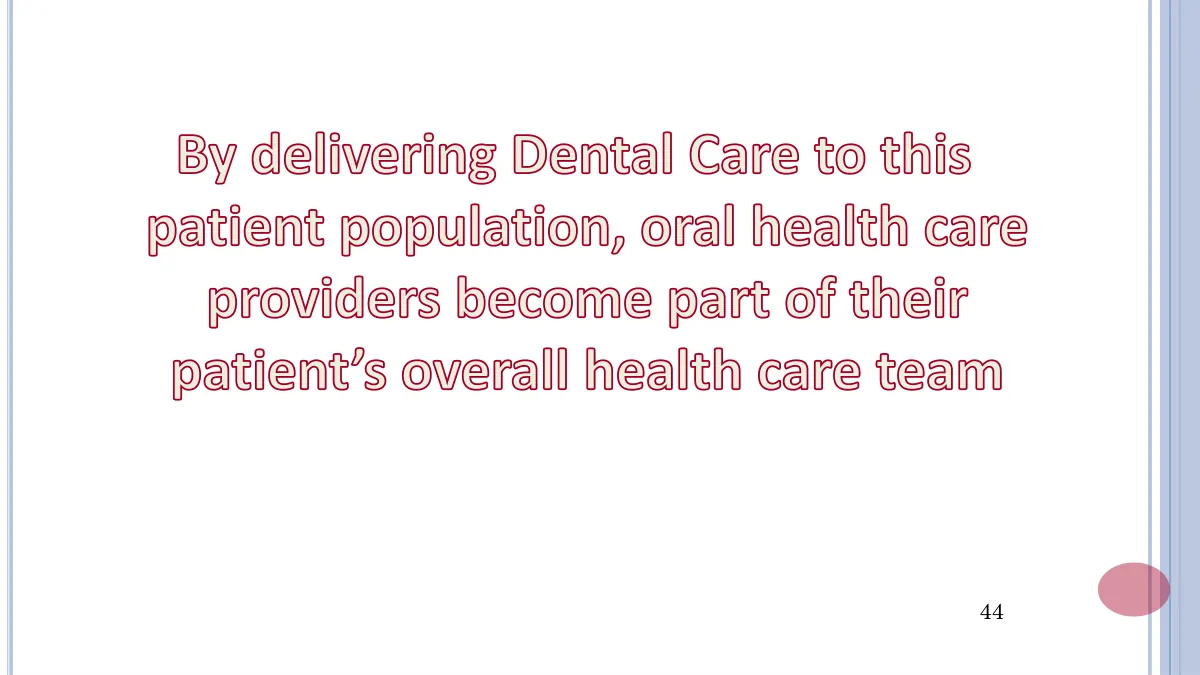 By delivering Dental Care to this
patient population, oral health care
providers become part of their
patient’s overall health care team
44